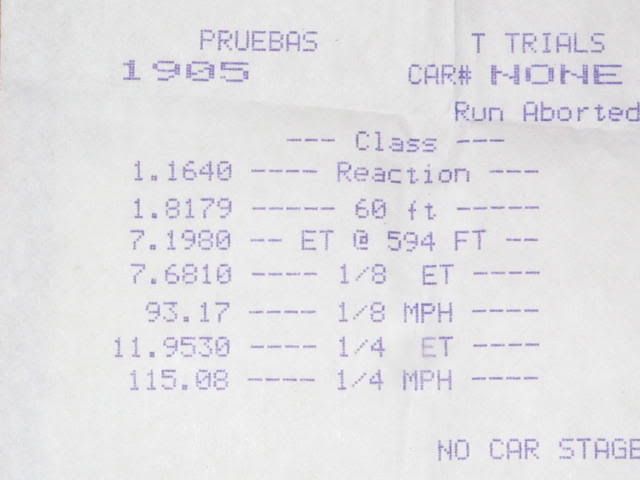 PRUEBAS T TRIALS
1905 CAR# NONE
Run Aborted
--- Class ---
1.1640 ---- Reaction ---
1.8179 ----- 60 ft -----
7.1980 -- ET @ 594 FT --
7.6810 ---- 1/8 ET ----
93.17 ---- 1/8 MPH ----
11.9530 ---- 1/4 ET ----
115.08 ---- 1/4 MPH ----
NO CAR STAGE